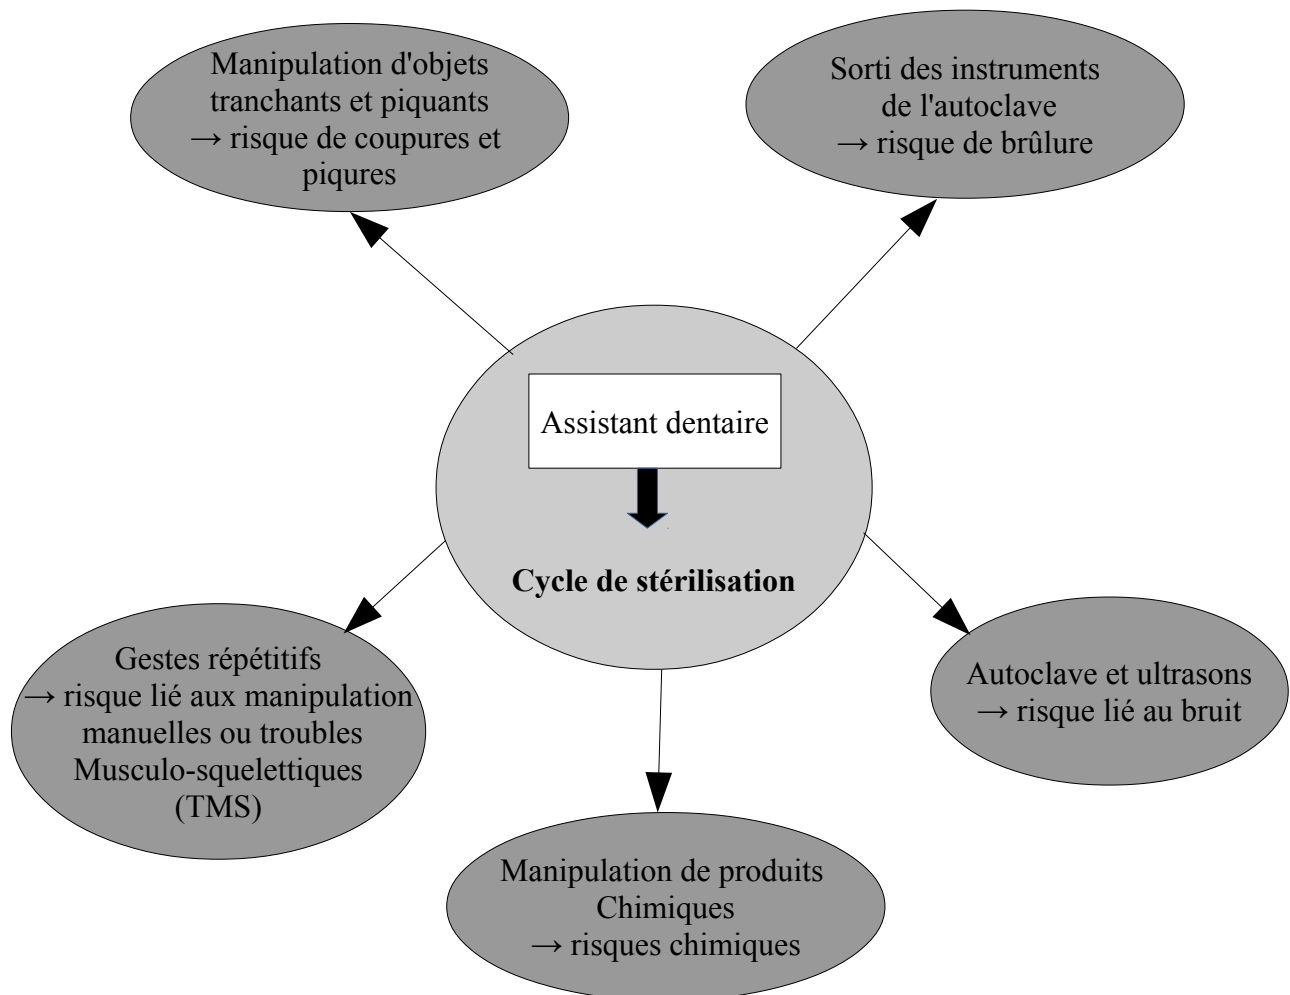 Manipulation d'objets
tranchants et piquants
→ risque de coupures et
piqures
Sorti des instruments
de l'autoclave
→ risque de brûlure
Assistant dentaire
Cycle de stérilisation
Gestes répétitifs
→ risque lié aux manipulation
manuelles ou troubles
Musculo-squelettiques
(TMS)
Autoclave et ultrasons
→ risque lié au bruit
Manipulation de produits
Chimiques
→ risques chimiques